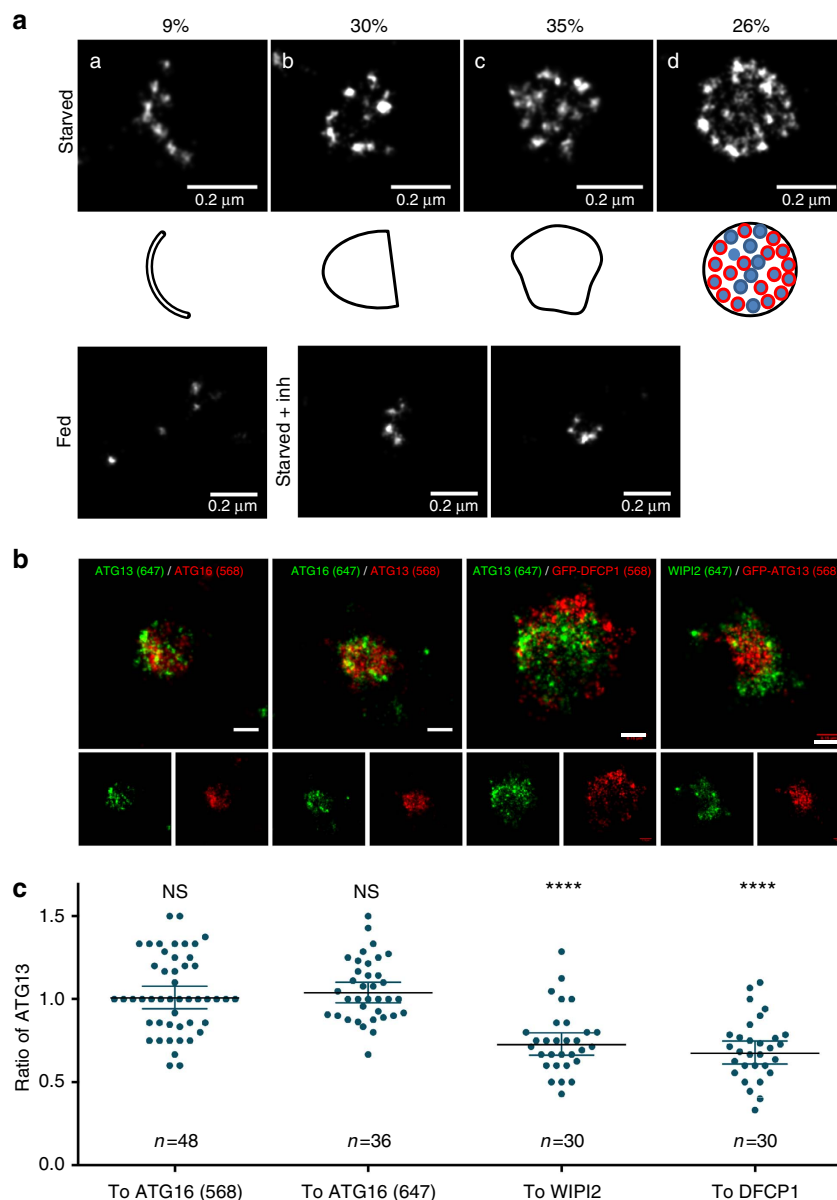 a
9% 30% 35% 26%
Starved
a b c d
0.2 µm 0.2 µm 0.2 µm 0.2 µm
Fed
Starved + inh
0.2 µm 0.2 µm 0.2 µm
b
ATG13 (647) / ATG16 (568)
ATG16 (647) / ATG13 (568)
ATG13 (647) / GFP-DFCP1 (568)
WIPI2 (647) / GFP-ATG13 (568
c
NS NS **** ****
Ratio of ATG13
1.5
1.0
0.5
0.0
n=48 n=36 n=30 n=30
To ATG16 (568) To ATG16 (647) To WIPI2 To DFCP1